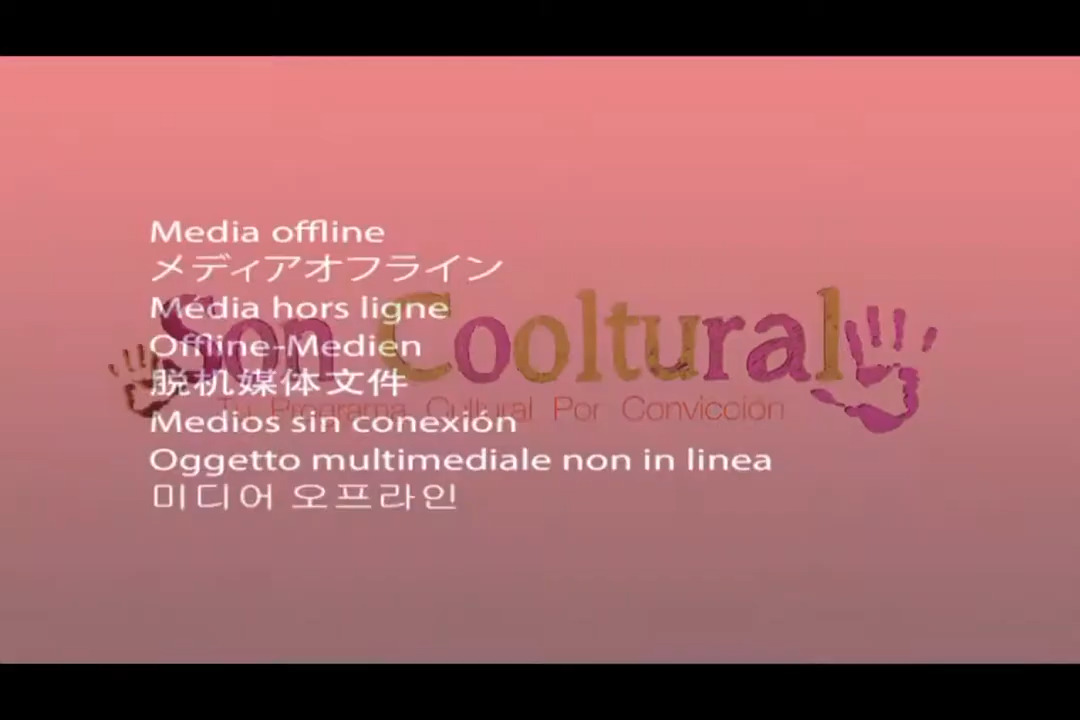 Media offline
メディアオフライン
Média hors ligne
Son Cooltural
Offline-Medien
脱机媒体文件
Tu Programa Cultural Por Convicción
Medios sin conexión
Oggetto multimediale non in linea
미디어 오프라인